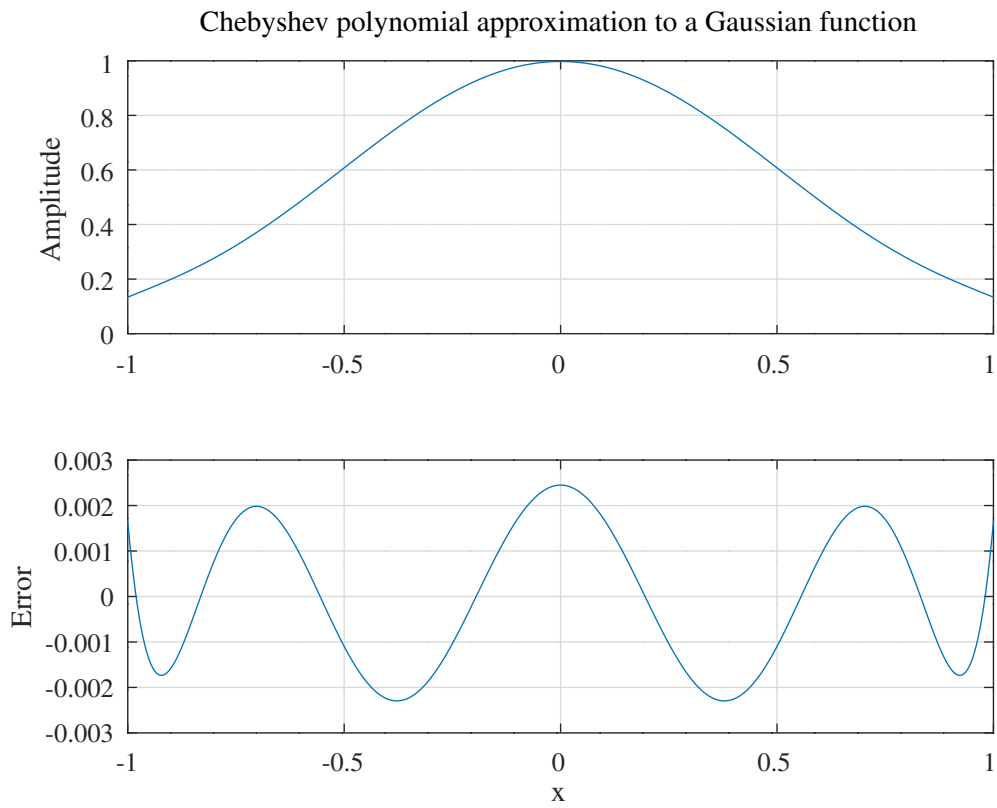 Chebyshev polynomial approximation to a Gaussian function
1
0.8
0.6
0.4
0.2
0
Amplitude
-1 -0.5 0 0.5 1
0.003
0.002
0.001
0
-0.001
-0.002
-0.003
Error
-1 -0.5 0 0.5 1
x